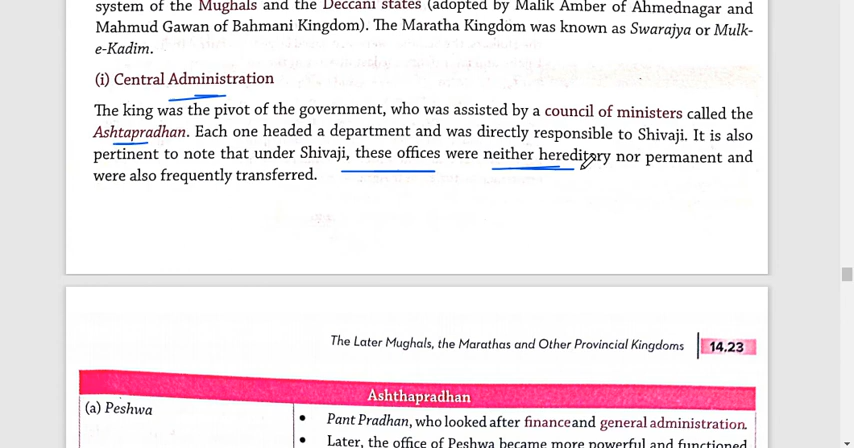 system of the Mughals and the Deccani states (adopted by Malik Amber of Ahmednagar and
Mahmud Gawan of Bahmani Kingdom). The Maratha Kingdom was known as Swarajya or Mulk-
e-Kadim.
(i) Central Administration
The king was the pivot of the government, who was assisted by a council of ministers called the
Ashtapradhan. Each one headed a department and was directly responsible to Shivaji. It is also
pertinent to note that under Shivaji, these offices were neither hereditary nor permanent and
were also frequently transferred.
The Later Mughals, the Marathas and Other Provincial Kingdoms 14.23
Ashthapradhan
(a) Peshwa
• Pant Pradhan, who looked after finance and general administration.
• Later, the office of Peshwa became more powerful and functioned